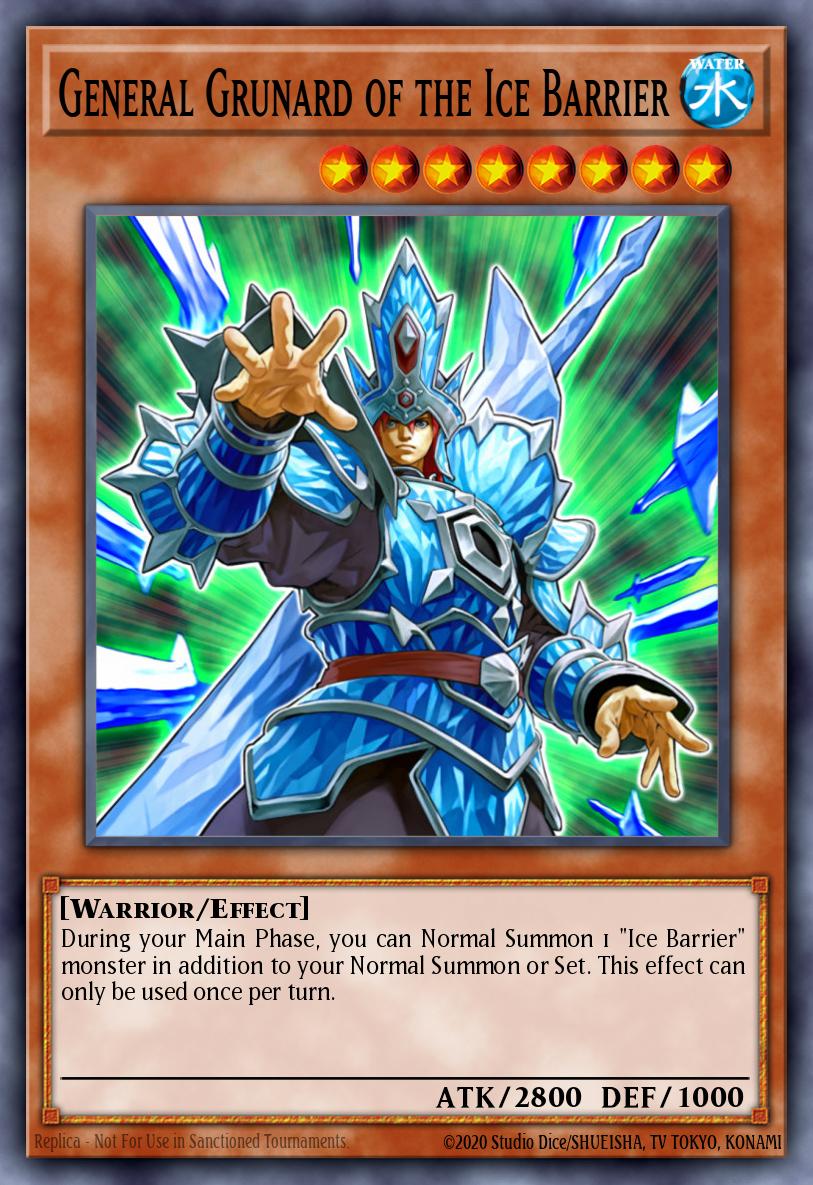 General Grunard of the Ice Barrier
WATER
水
[Warrior/Effect]
During your Main Phase, you can Normal Summon 1 "Ice Barrier"
monster in addition to your Normal Summon or Set. This effect can
only be used once per turn.
ATK/2800 DEF/1000
Replica - Not For Use in Sanctioned Tournaments.
©2020 Studio Dice/SHUEISHA, TV TOKYO, KONAMI